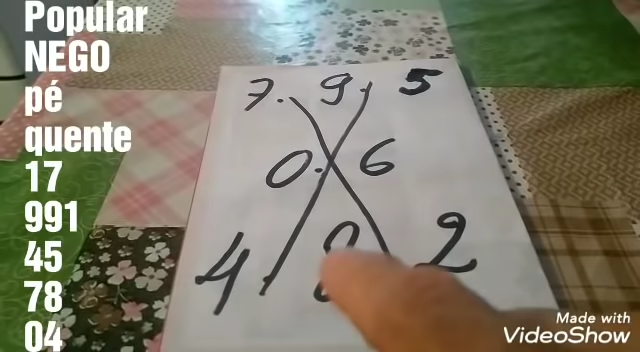 Popular
NEGO
pé
quente
17
991
45
78
04
7. 9. 5
0. 6
4 2
Made with
VideoShow